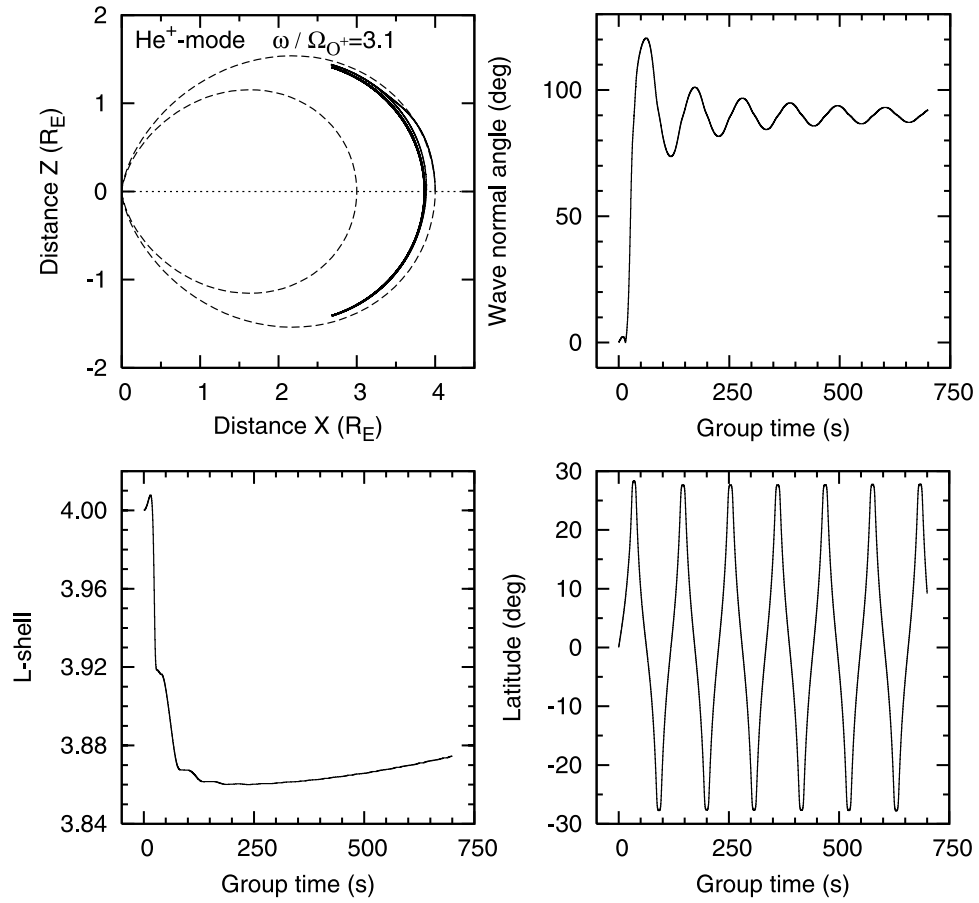 2
1
0
-1
-2
He+-mode ω / ΩO+=3.1
Distance Z (RE)
0 1 2 3 4
Distance X (RE)
100
50
0
Wave normal angle (deg)
0 250 500 750
Group time (s)
4.00
3.96
3.92
3.88
3.84
L-shell
0 250 500 750
Group time (s)
30
20
10
0
-10
-20
-30
Latitude (deg)
0 250 500 750
Group time (s)